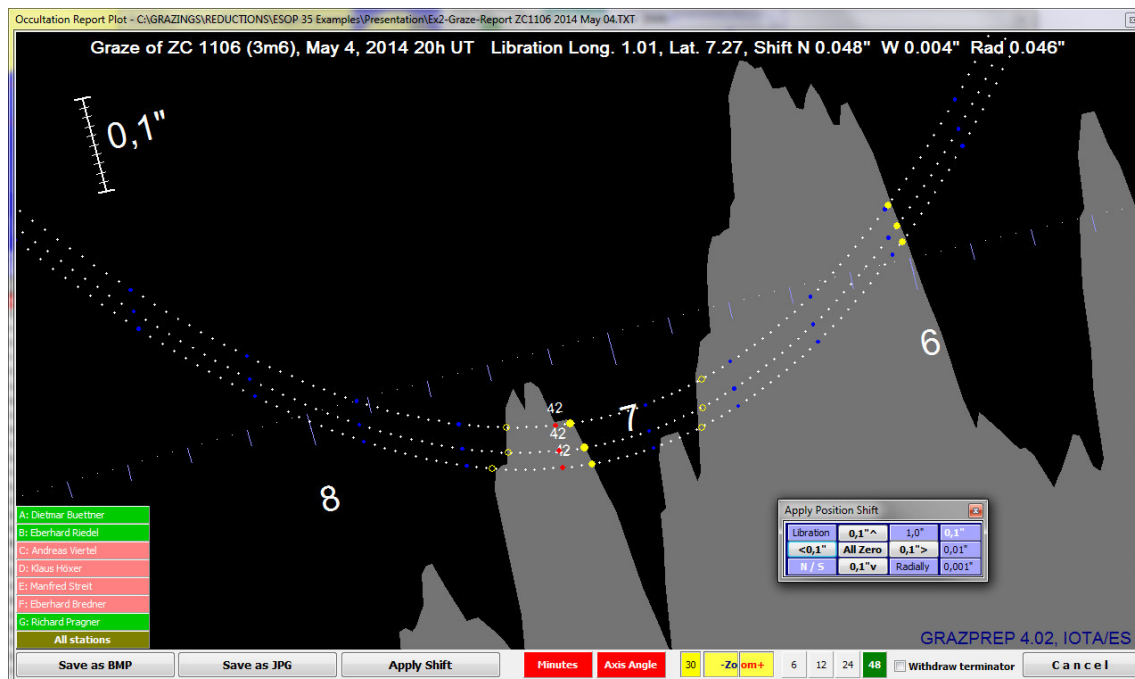 Occultation Report Plot - C:\GRAZINGS\REDUCTIONS\ESOP 35 Examples\Presentation\Ex2-Graze-Report ZC1106 2014 May 04.TXT
Graze of ZC 1106 (3m6), May 4, 2014 20h UT Libration Long. 1.01, Lat. 7.27, Shift N 0.048" W 0.004" Rad 0.046"
0,1"
6
42
7
42
42
8
A: Dietmar Buettner
B: Eberhard Riedel
C: Andreas Viertel
D: Klaus Höxer
E: Manfred Streit
F: Eberhard Bredner
G: Richard Pragner
All stations
Apply Position Shift
Libration 0,1"^ 1,0" 0,1"
<0,1" All Zero 0,1"> 0,01"
N / S 0,1"v Radially 0,001"
GRAZPREP 4.02, IOTA/ES
Save as BMP Save as JPG Apply Shift Minutes Axis Angle 30 -Zoom+ 6 12 24 48 Withdraw terminator Cancel